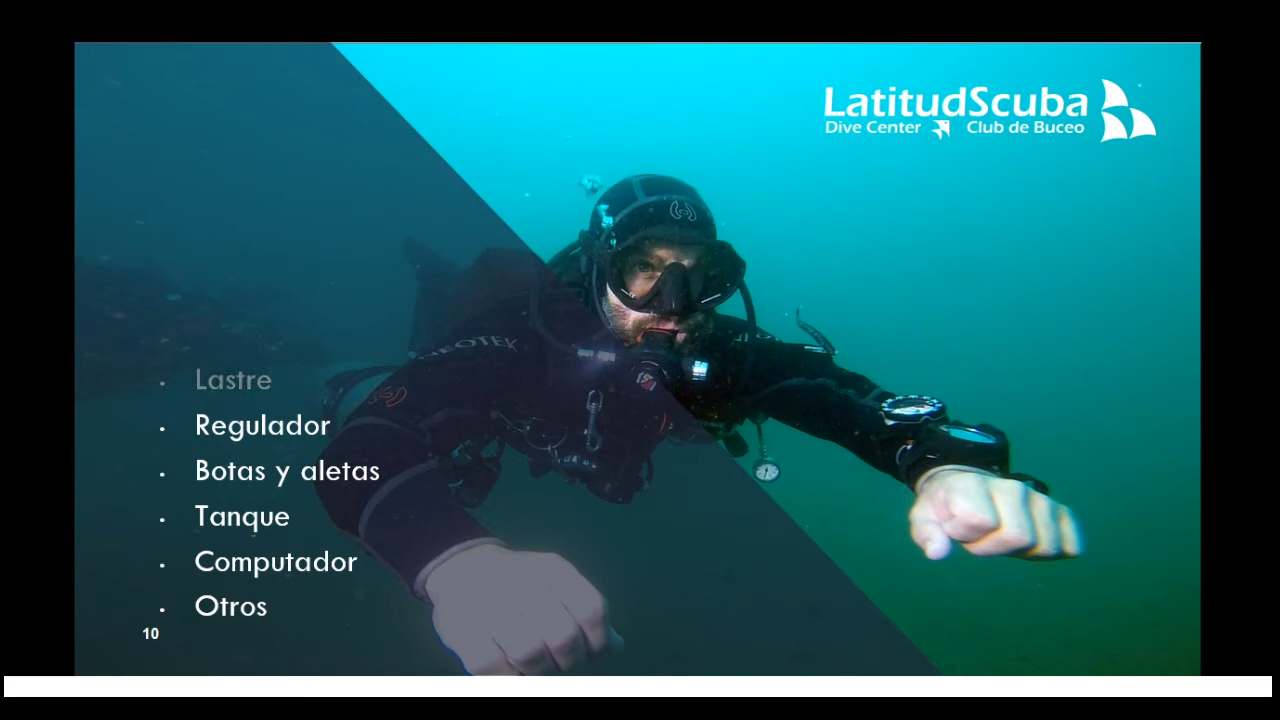 LatitudScuba
Dive Center Club de Buceo
Lastre
Regulador
Botas y aletas
Tanque
Computador
Otros
10